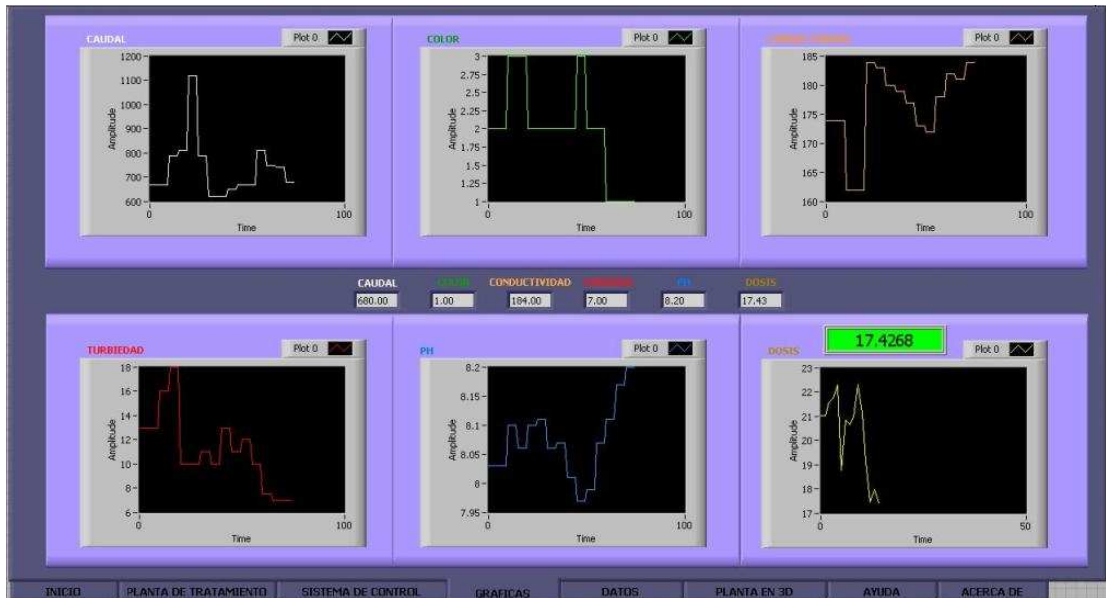 CAUDAL
Plot 0
1200
1100
1000
900
800
700
600
Amplitude
0
100
Time
COLOR
Plot 0
3
2.75
2.5
2.25
2
1.75
1.5
1.25
1
Amplitude
0
100
Time
Plot 0
185
180
175
170
165
160
Amplitude
0
100
Time
CAUDAL
COLOR
CONDUCTIVIDAD
PH
DOSIS
680.00
1.00
184.00
7.00
8.20
17.43
TURBIEDAD
Plot 0
18
16
14
12
10
8
6
Amplitude
0
100
Time
PH
Plot 0
8.2
8.15
8.1
8.05
8
7.95
Amplitude
0
100
Time
DOSIS
17.4268
Plot 0
23
22
21
20
19
18
17
Amplitude
0
50
Time
INICIO
PLANTA DE TRATAMIENTO
SISTEMA DE CONTROL
GRAFICAS
DATOS
PLANTA EN 3D
AYUDA
ACERCA DE